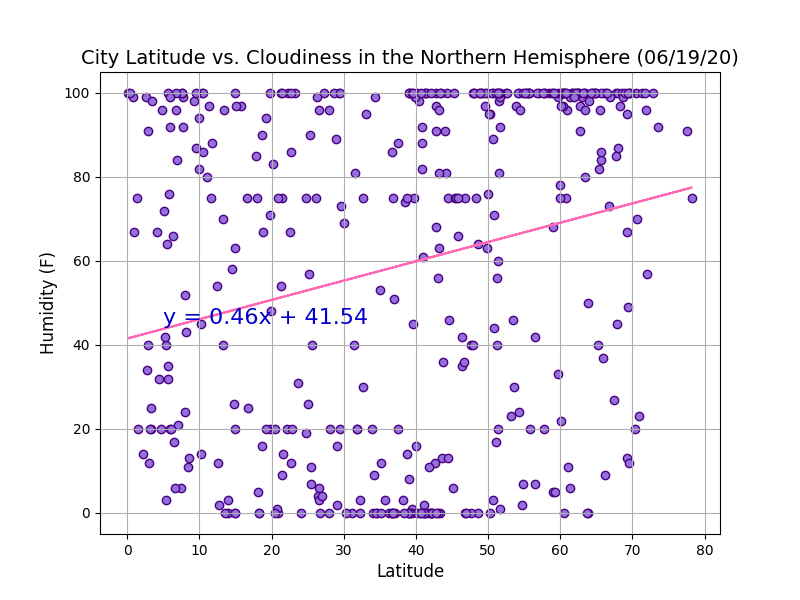 City Latitude vs. Cloudiness in the Northern Hemisphere (06/19/20)
100
80
60
40
20
0
Humidity (F)
y = 0.46x + 41.54
0 10 20 30 40 50 60 70 80
Latitude